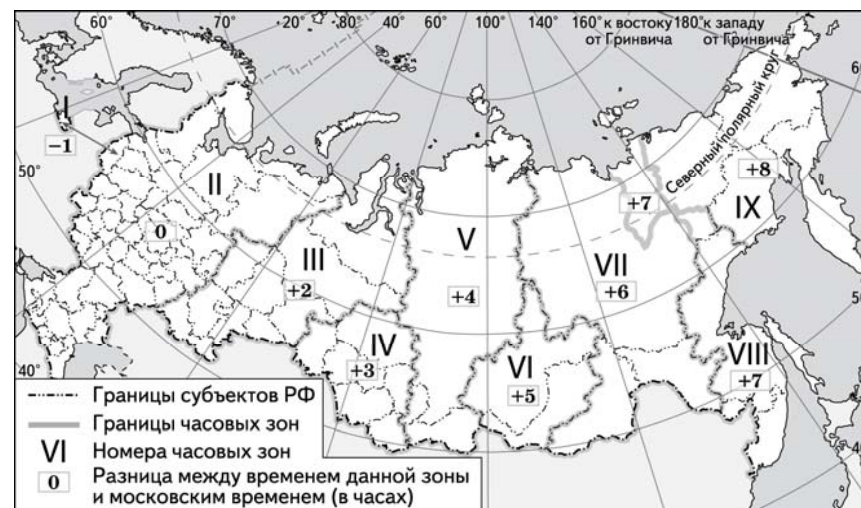 60° 70° 20° 80° 40° 60° 100° 140° 160° к востоку 180° к западу
от Гринвича от Гринвича
Северный полярный круг
I
−1
50°
40°
II
0
III
+2
IV
+3
V
+4
VI
+5
VII
+6
+7
+8
IX
VIII
+7
Границы субъектов РФ
Границы часовых зон
VI Номера часовых зон
0 Разница между временем данной зоны
и московским временем (в часах)